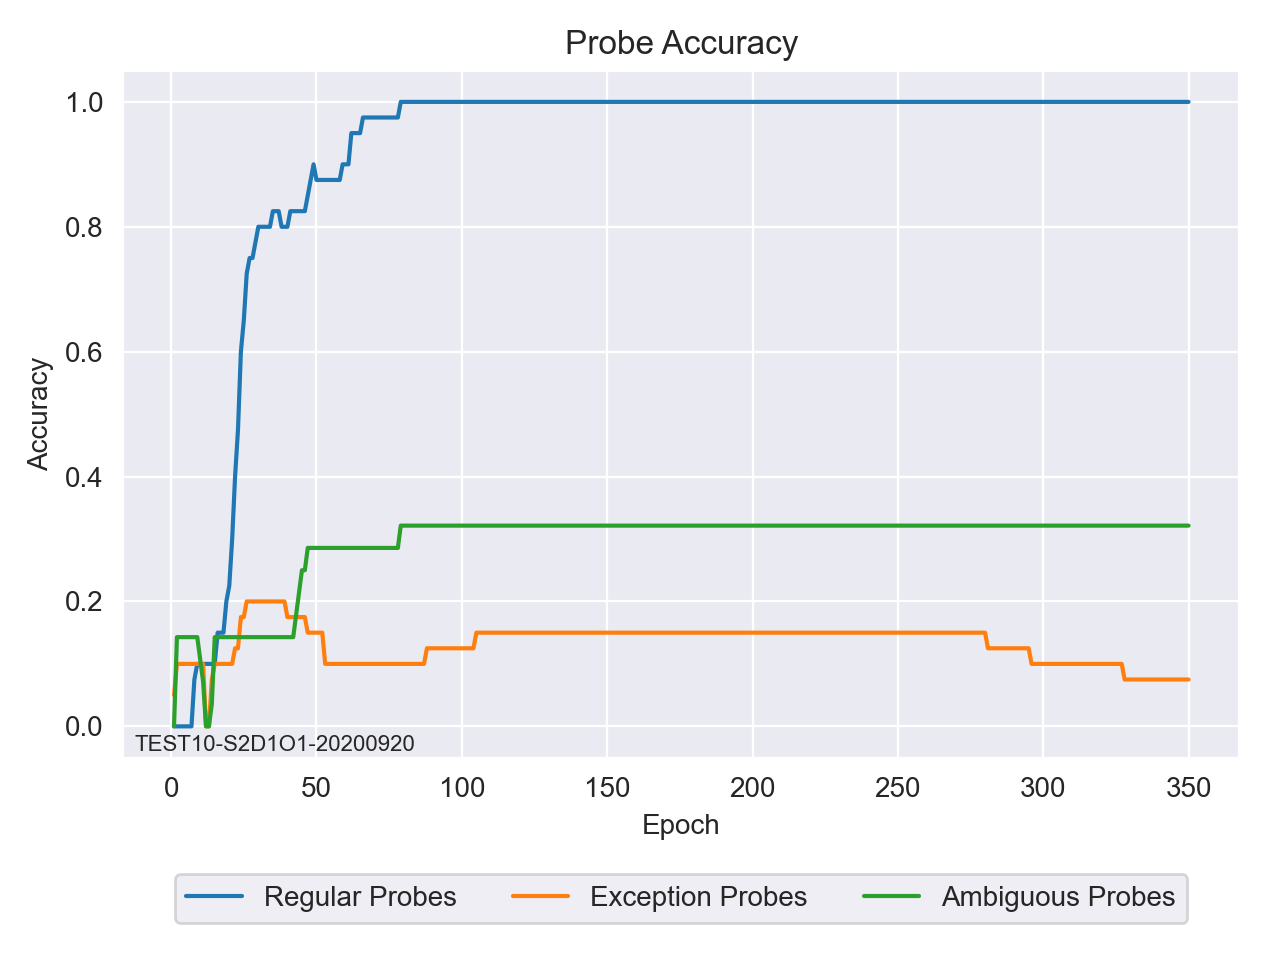 Probe Accuracy
1.0
0.8
0.6
0.4
0.2
0.0
Accuracy
TEST10-S2D1O1-20200920
0 50 100 150 200 250 300 350
Epoch
Regular Probes Exception Probes Ambiguous Probes